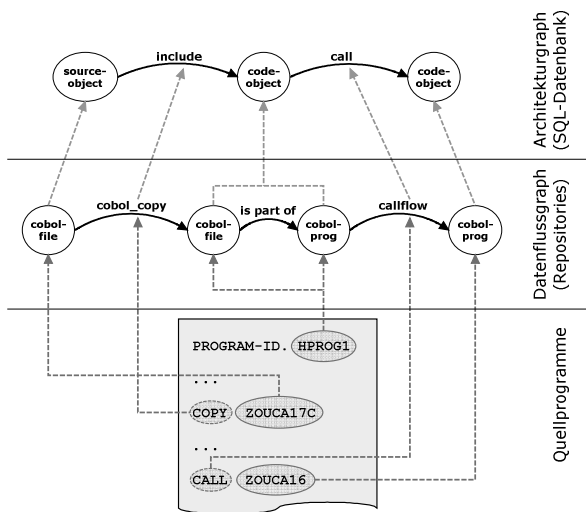 source-
object
include
code-
object
call
code-
object
Architekturgraph
(SQL-Datenbank)
cobol-
file
cobol_copy
cobol-
file
is part of
cobol-
prog
callflow
cobol-
prog
Datenflussgraph
(Repositories)
PROGRAM-ID. HPROG1
...
COPY ZOUCA17C
...
CALL ZOUCA16
Quellprogramme